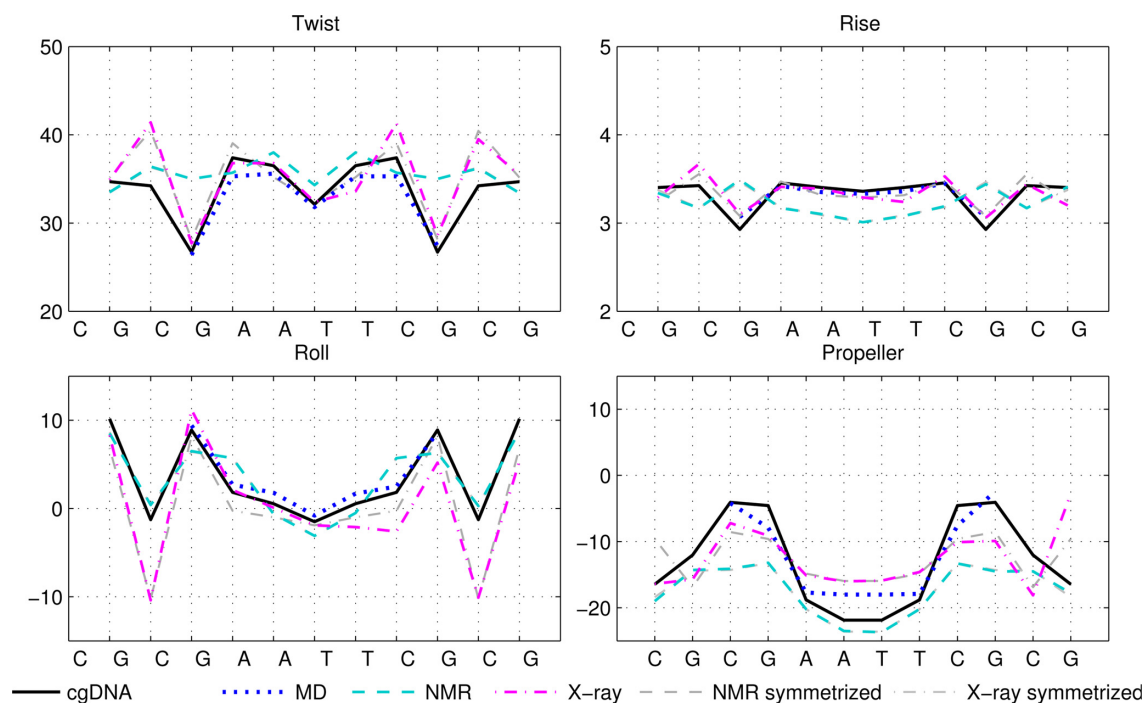 Twist
50
40
30
20
C G C G A A T T C G C G
Rise
5
4
3
2
C G C G A A T T C G C G
Roll
10
0
−10
C G C G A A T T C G C G
Propeller
10
0
−10
−20
C G C G A A T T C G C G
cgDNA MD NMR X−ray NMR symmetrized X−ray symmetrized